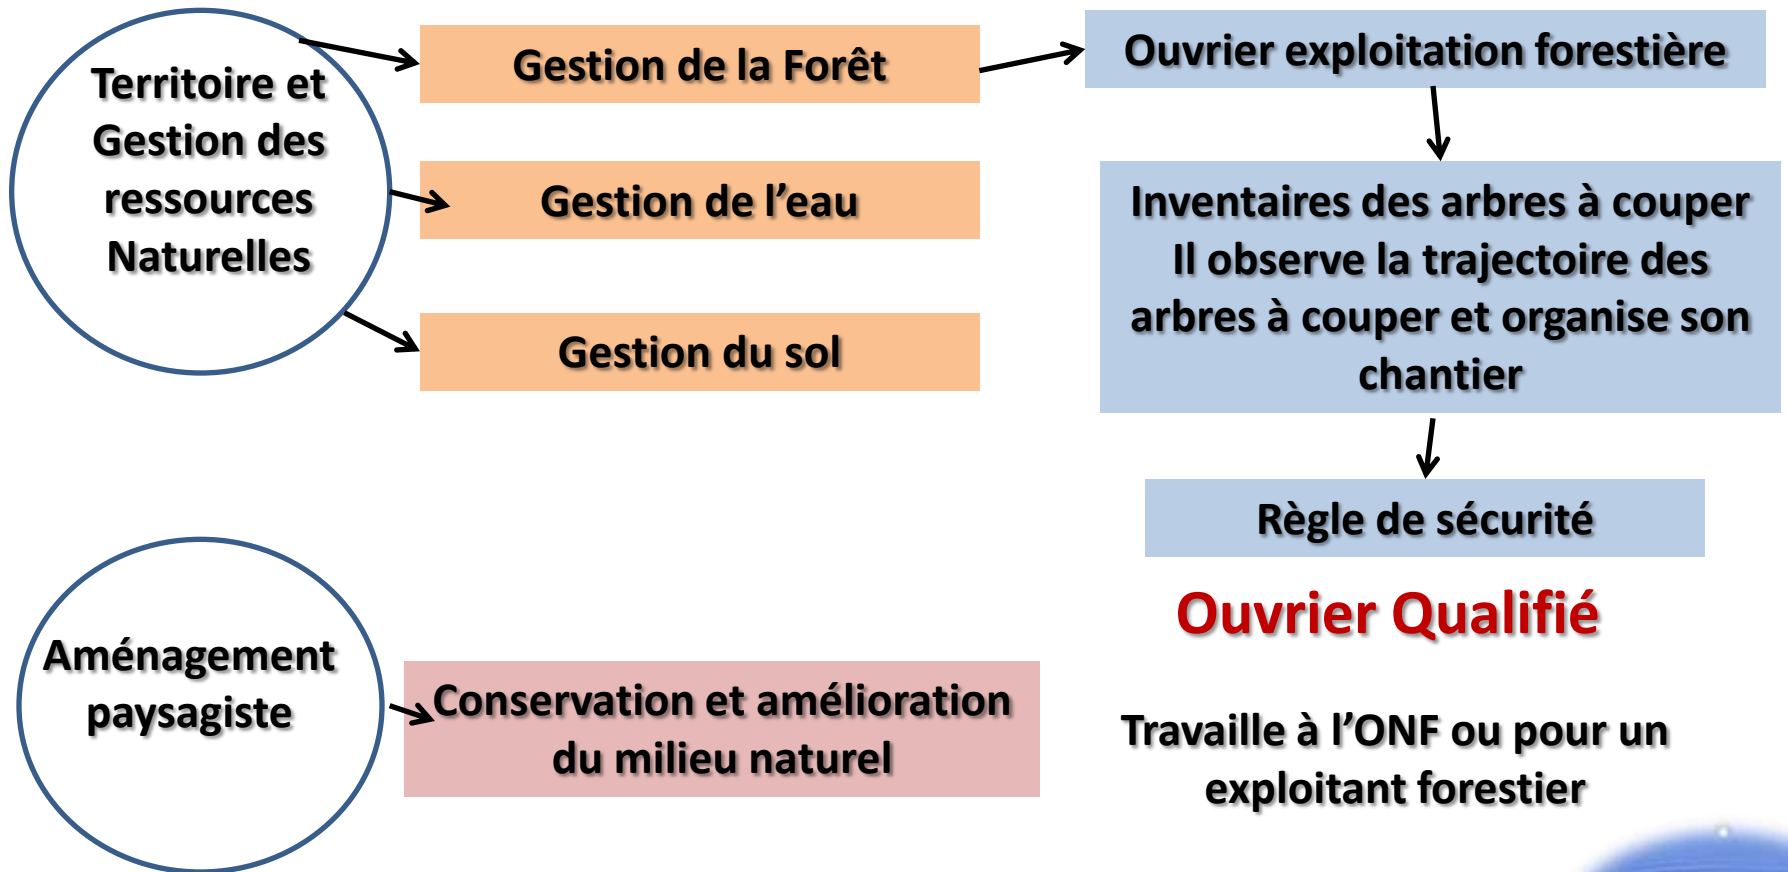 Territoire et
Gestion des
ressources
Naturelles
Gestion de la Forêt
Gestion de l’eau
Gestion du sol
Ouvrier exploitation forestière
Inventaires des arbres à couper
Il observe la trajectoire des
arbres à couper et organise son
chantier
Règle de sécurité
Ouvrier Qualifié
Travaille à l’ONF ou pour un
exploitant forestier
Aménagement
paysagiste
Conservation et amélioration
du milieu naturel